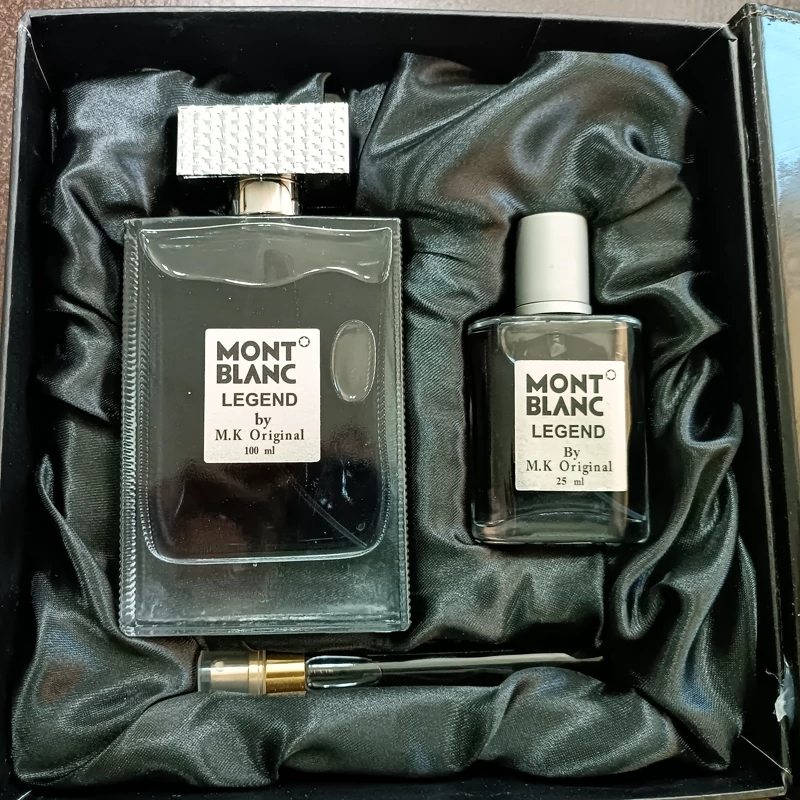 MONT
BLANC
LEGEND
by
M.K Original
100 ml
MONT
BLANC
LEGEND
By
M.K Original
25 ml